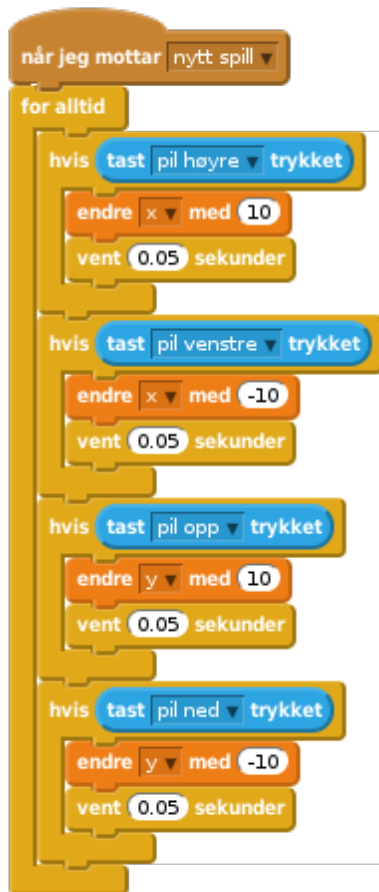 når jeg mottar nytt spill
for alltid
hvis tast pil høyre trykket
endre x med 10
vent 0.05 sekunder
hvis tast pil venstre trykket
endre x med -10
vent 0.05 sekunder
hvis tast pil opp trykket
endre y med 10
vent 0.05 sekunder
hvis tast pil ned trykket
endre y med -10
vent 0.05 sekunder